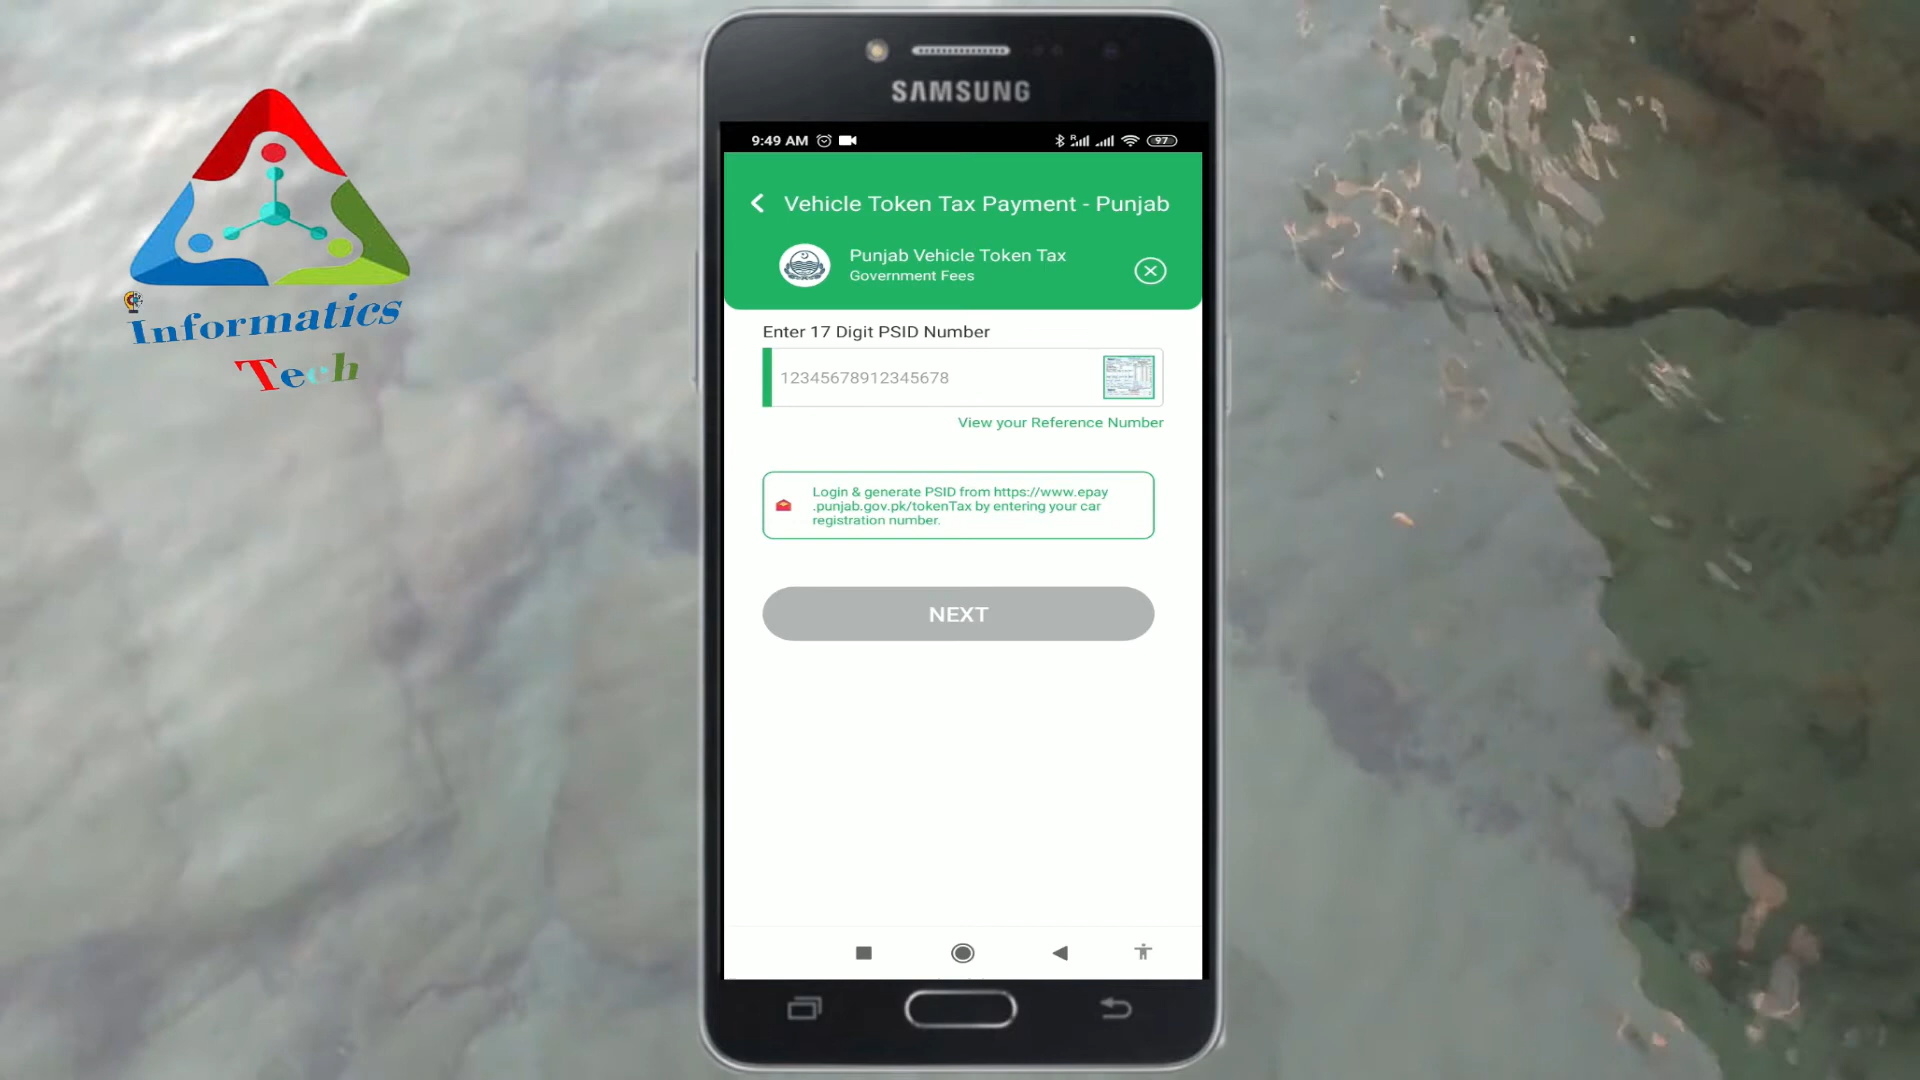 Informatics
Tech
SAMSUNG
9:49 AM
R
97
Vehicle Token Tax Payment - Punjab
Punjab Vehicle Token Tax
Government Fees
Enter 17 Digit PSID Number
12345678912345678
View your Reference Number
Login & generate PSID from https://www.epay
.punjab.gov.pk/tokenTax by entering your car
registration number.
NEXT